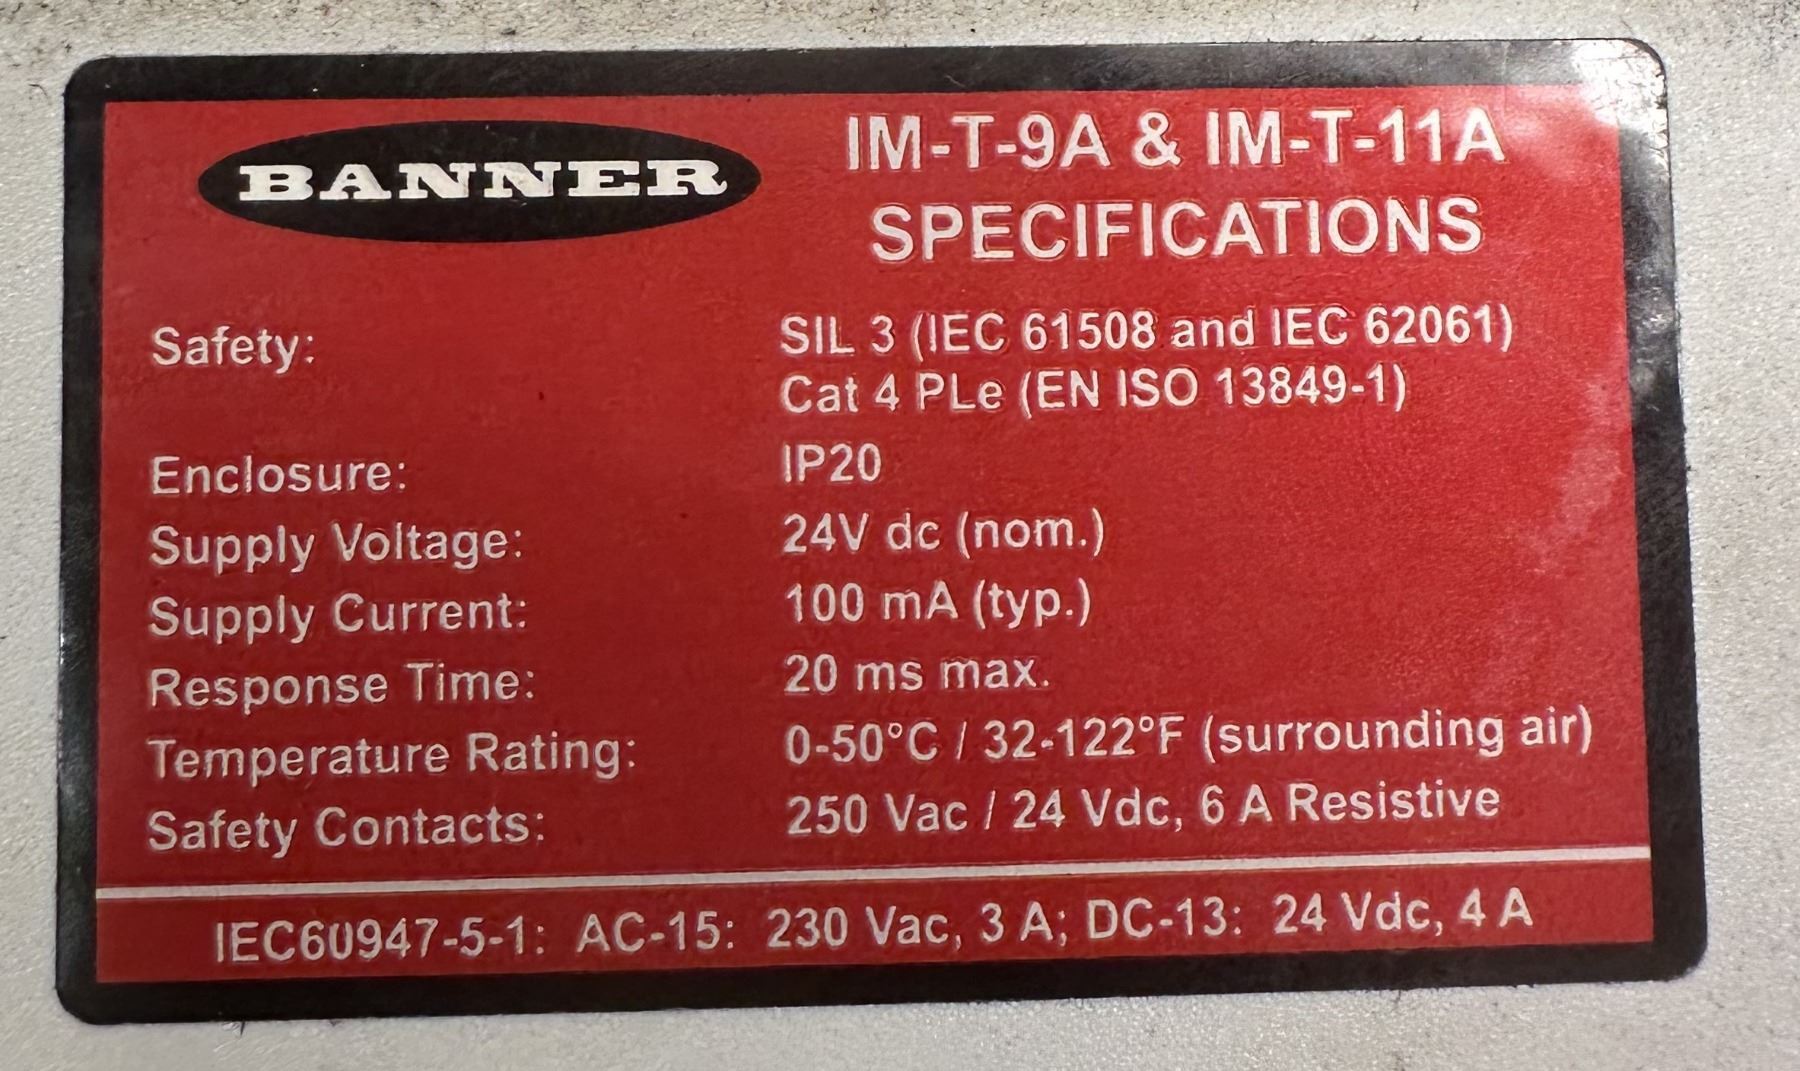 BANNER
IM-T-9A & IM-T-11A
SPECIFICATIONS
Safety: SIL 3 (IEC 61508 and IEC 62061)
Cat 4 PLe (EN ISO 13849-1)
Enclosure: IP20
Supply Voltage: 24V dc (nom.)
Supply Current: 100 mA (typ.)
Response Time: 20 ms max.
Temperature Rating: 0-50°C / 32-122°F (surrounding air)
Safety Contacts: 250 Vac / 24 Vdc, 6 A Resistive
IEC60947-5-1: AC-15: 230 Vac, 3 A; DC-13: 24 Vdc, 4 A